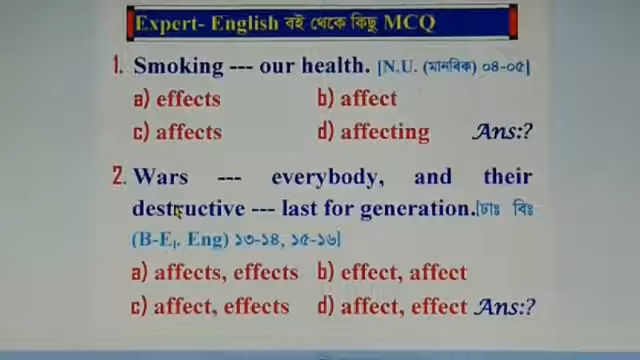 Expert- English বই থেকে কিছু MCQ
1. Smoking --- our health. [N.U. (মানবিক) ০৪-০৫]
a) effects b) affect
c) affects d) affecting Ans:?
2. Wars --- everybody, and their
destructive --- last for generation.[ঢাঃ বিঃ
(B-E₁. Eng) ১৩-১৪, ১৫-১৬]
a) affects, effects b) effect, affect
c) affect, effects d) affect, effect Ans:?